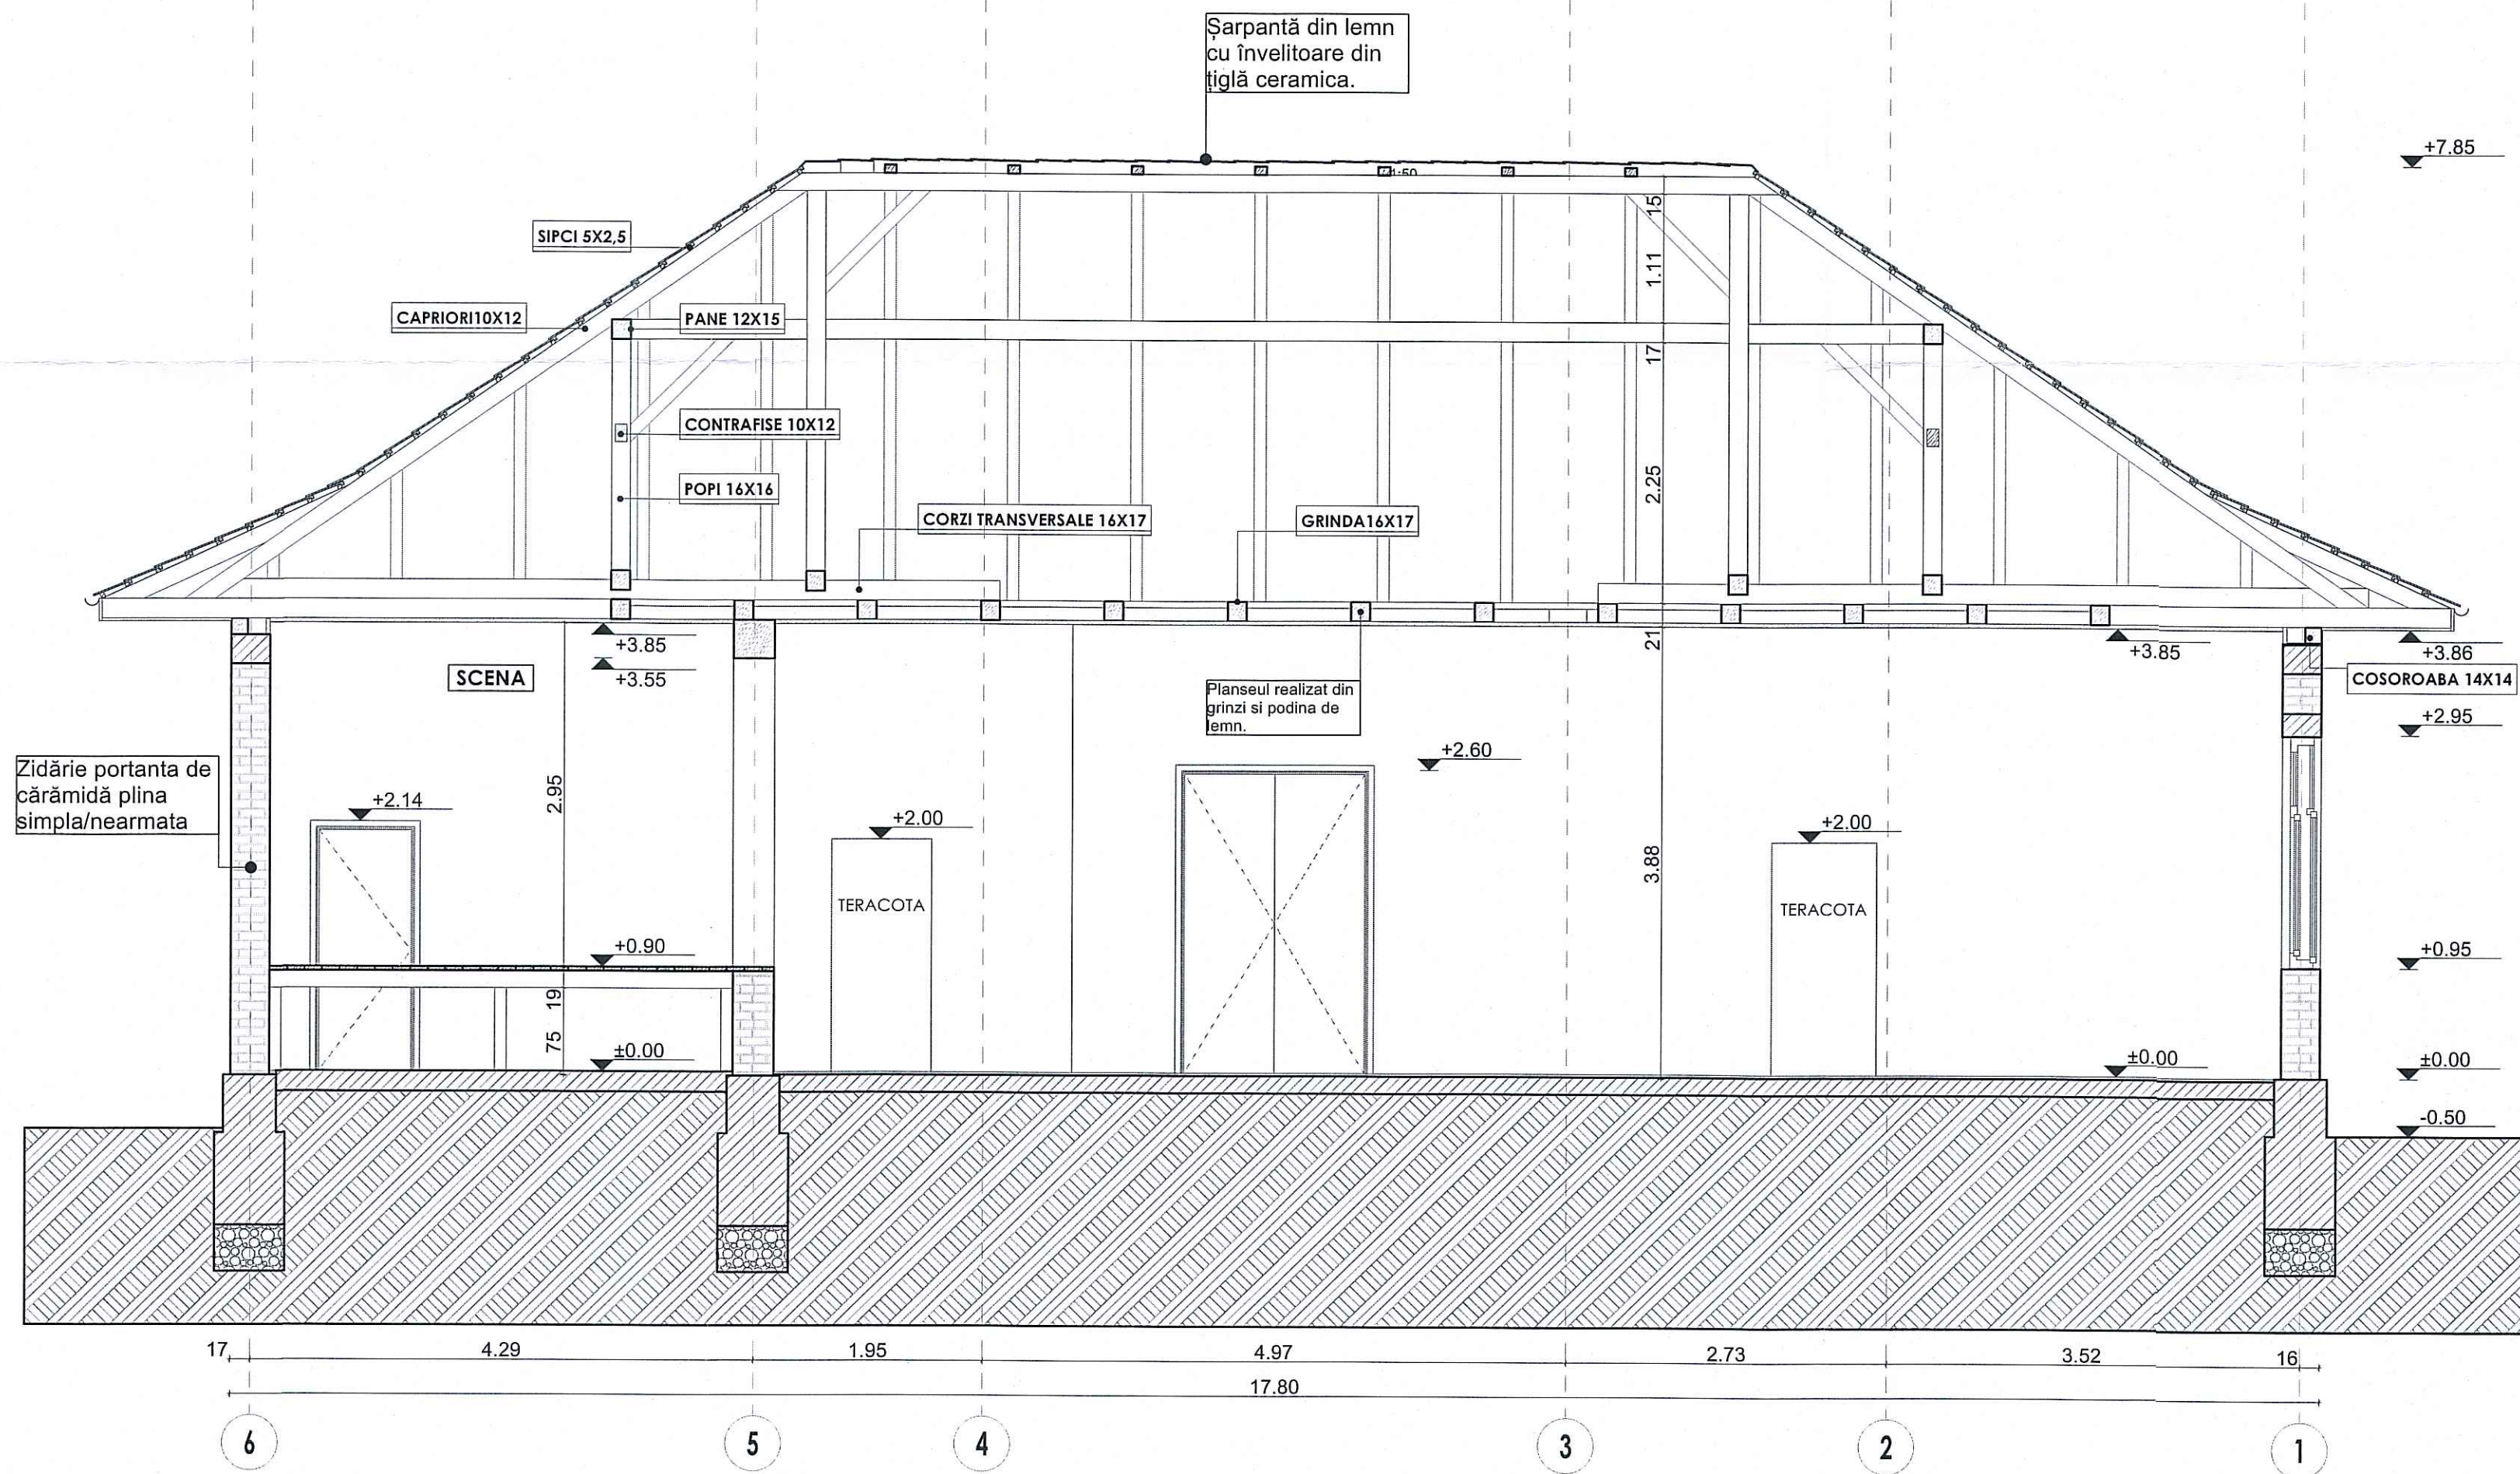 Șarpantă din lemn
cu învelitoare din
țiglă ceramica.
+7.85
1:50
15
SIPCI 5X2,5
1.11
CAPRIORI10X12
PANE 12X15
17
CONTRAFISE 10X12
POPI 16X16
2.25
CORZI TRANSVERSALE 16X17
GRINDA16X17
21
+3.85
+3.85
+3.86
+3.55
SCENA
COSOROABA 14X14
Planseul realizat din
grinzi si podina de
lemn.
+2.95
+2.60
Zidărie portanta de
cărămidă plina
simpla/nearmata
+2.14
2.95
+2.00
+2.00
3.88
TERACOTA
TERACOTA
+0.90
+0.95
19
75
±0.00
±0.00
±0.00
-0.50
17
4.29
1.95
4.97
2.73
3.52
16
17.80
6
5
4
3
2
1